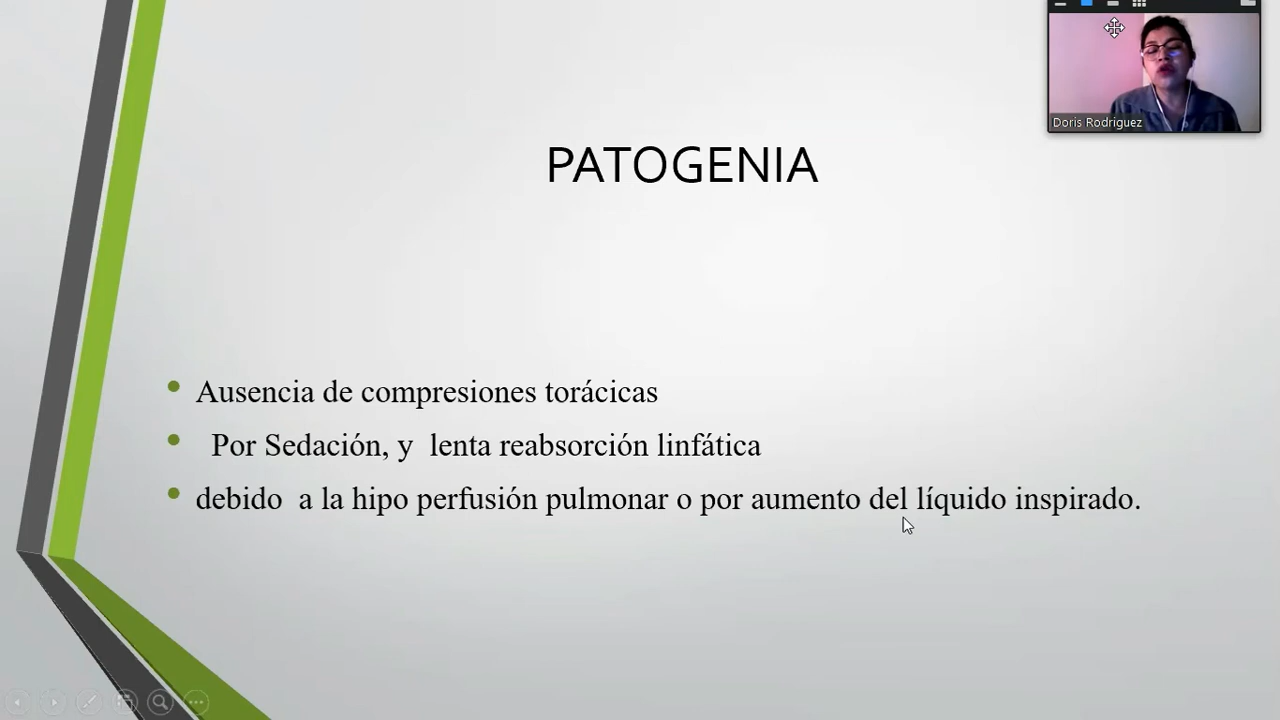 Doris Rodriguez
PATOGENIA
Ausencia de compresiones torácicas
Por Sedación, y lenta reabsorción linfática
debido a la hipo perfusión pulmonar o por aumento del líquido inspirado.